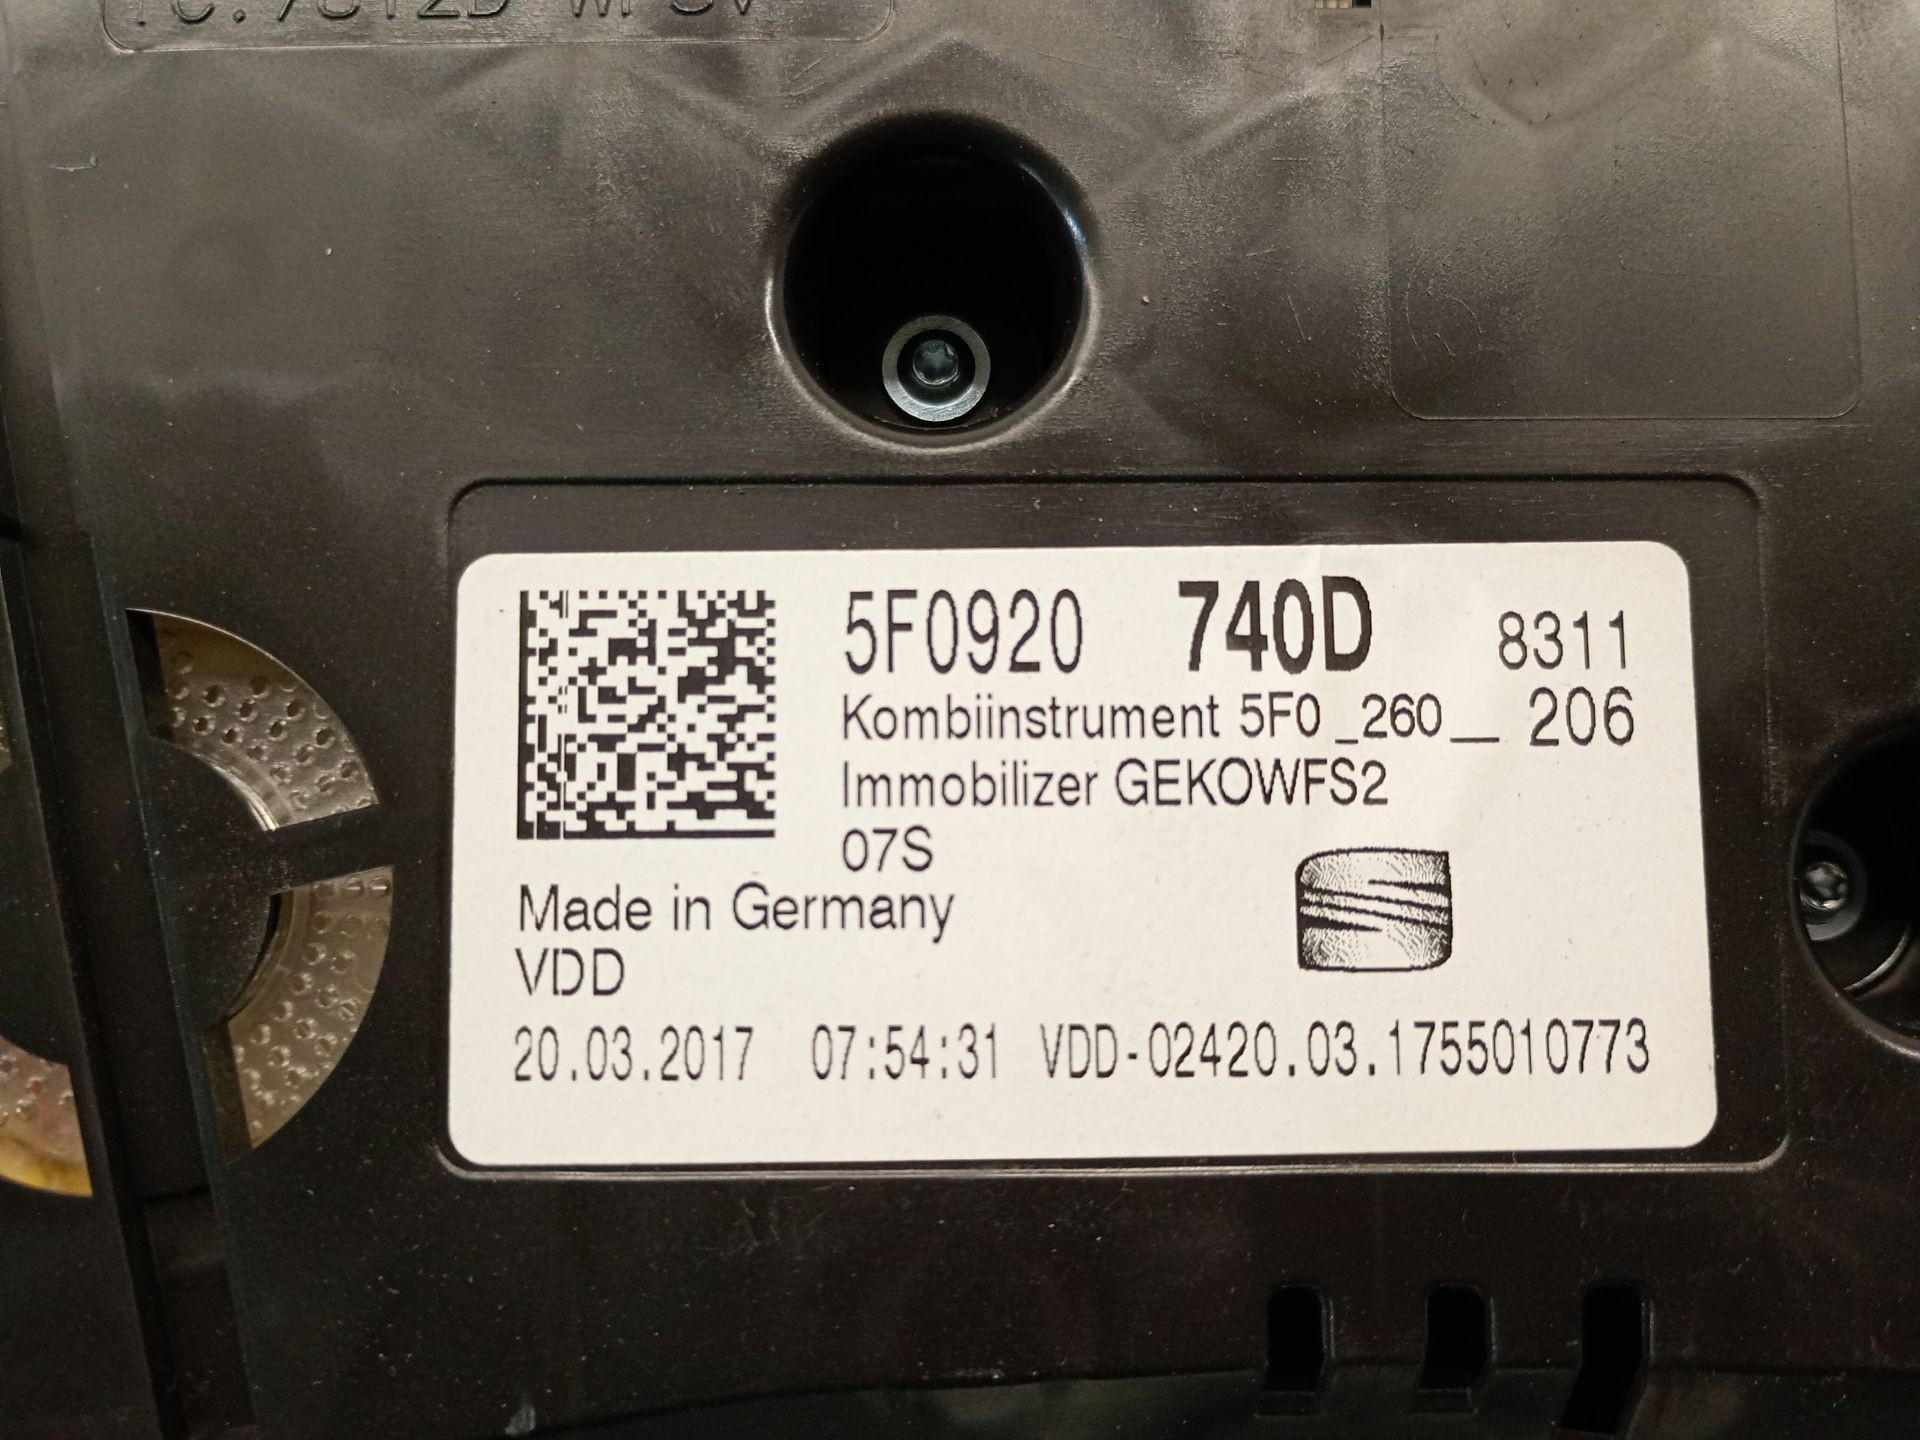 5F0920 740D 8311
Kombiinstrument 5F0_260__ 206
Immobilizer GEKOWFS2
07S
Made in Germany
VDD
20.03.2017 07:54:31 VDD-02420.03.1755010773